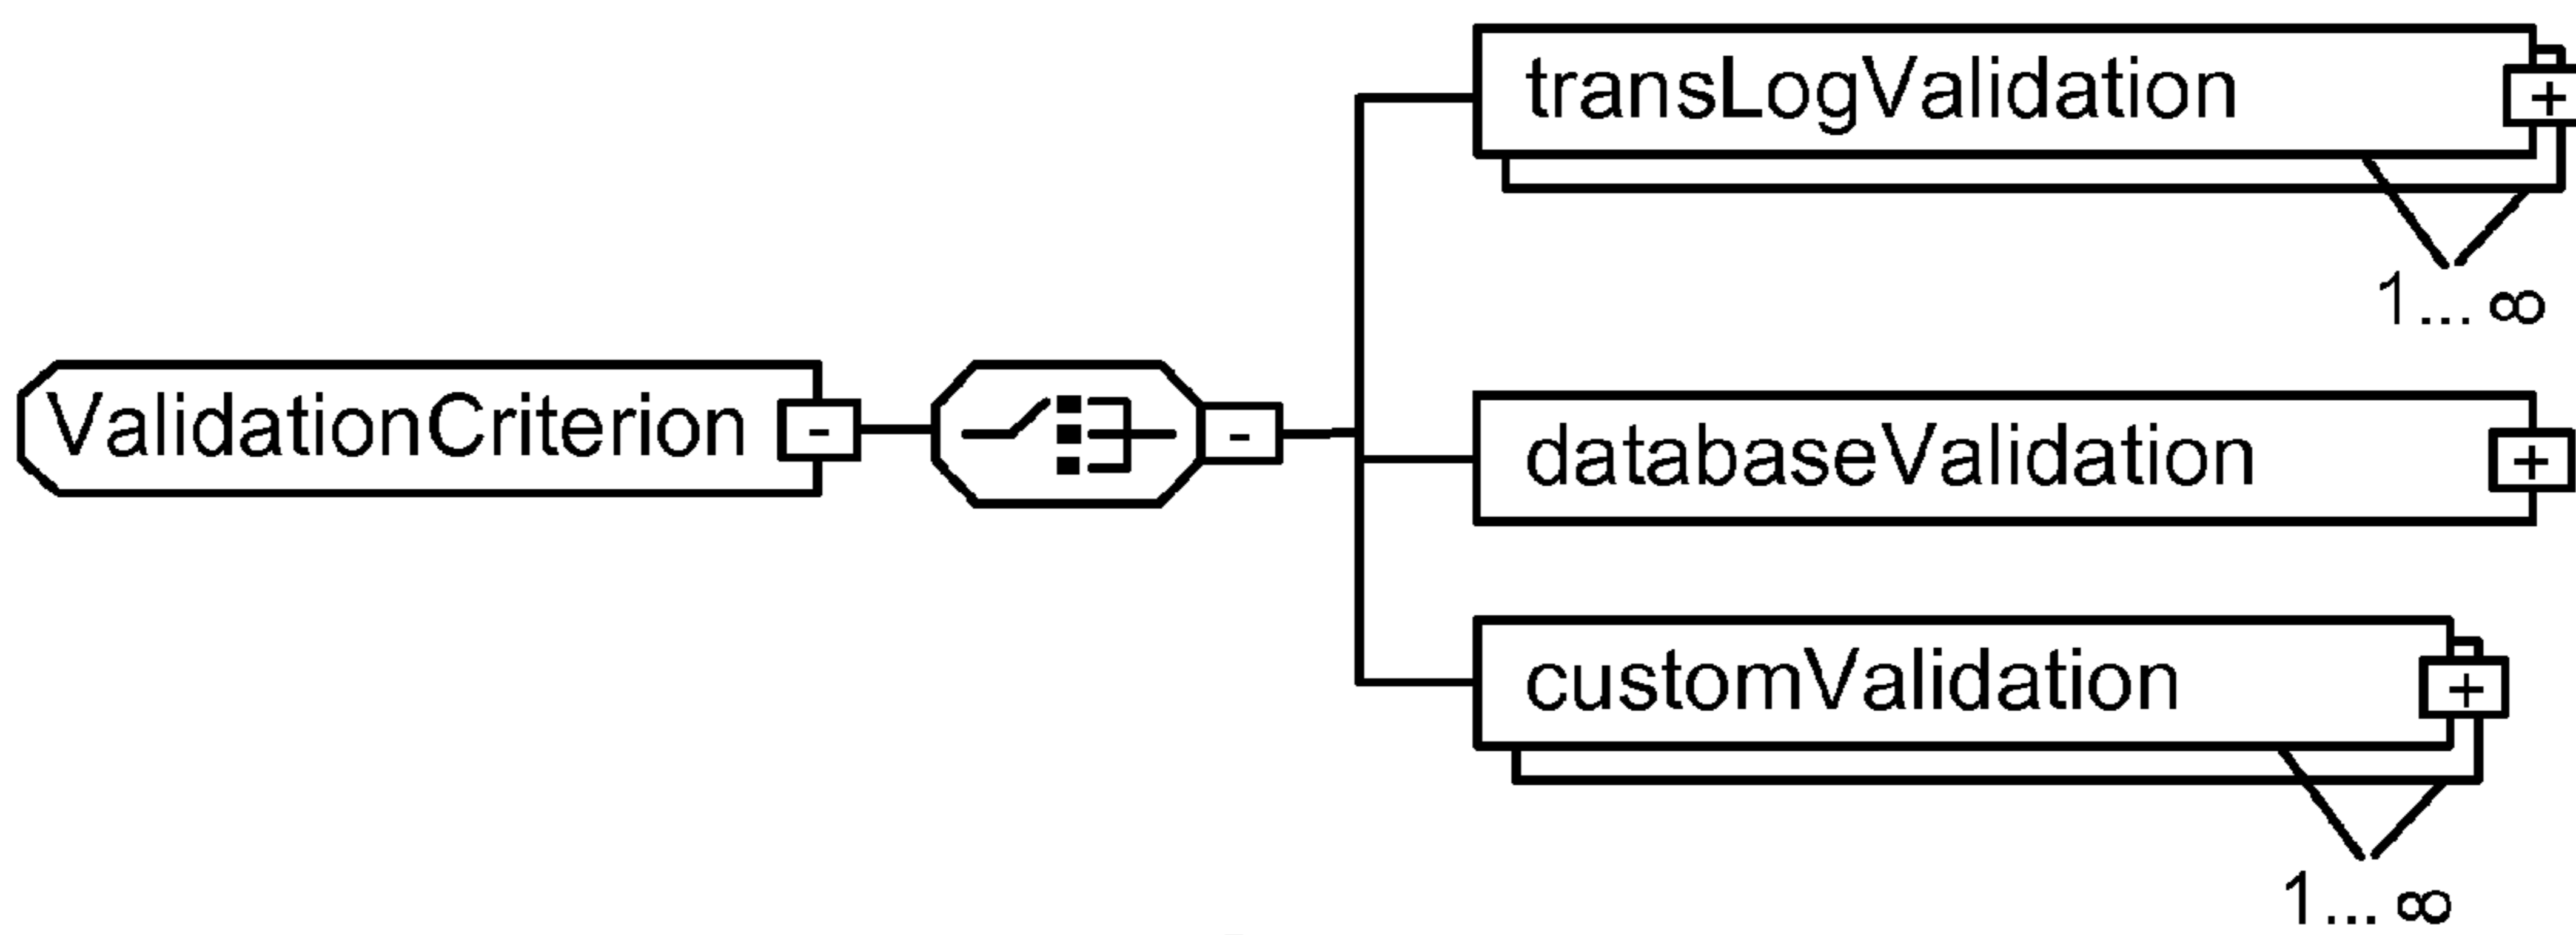 transLogValidation
+
1... ∞
ValidationCriterion
-
-
databaseValidation
+
customValidation
+
1... ∞